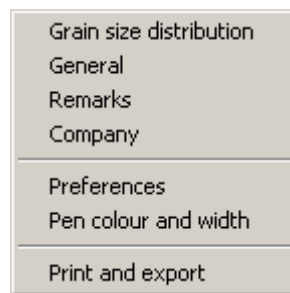 Grain size distribution
General
Remarks
Company
Preferences
Pen colour and width
Print and export